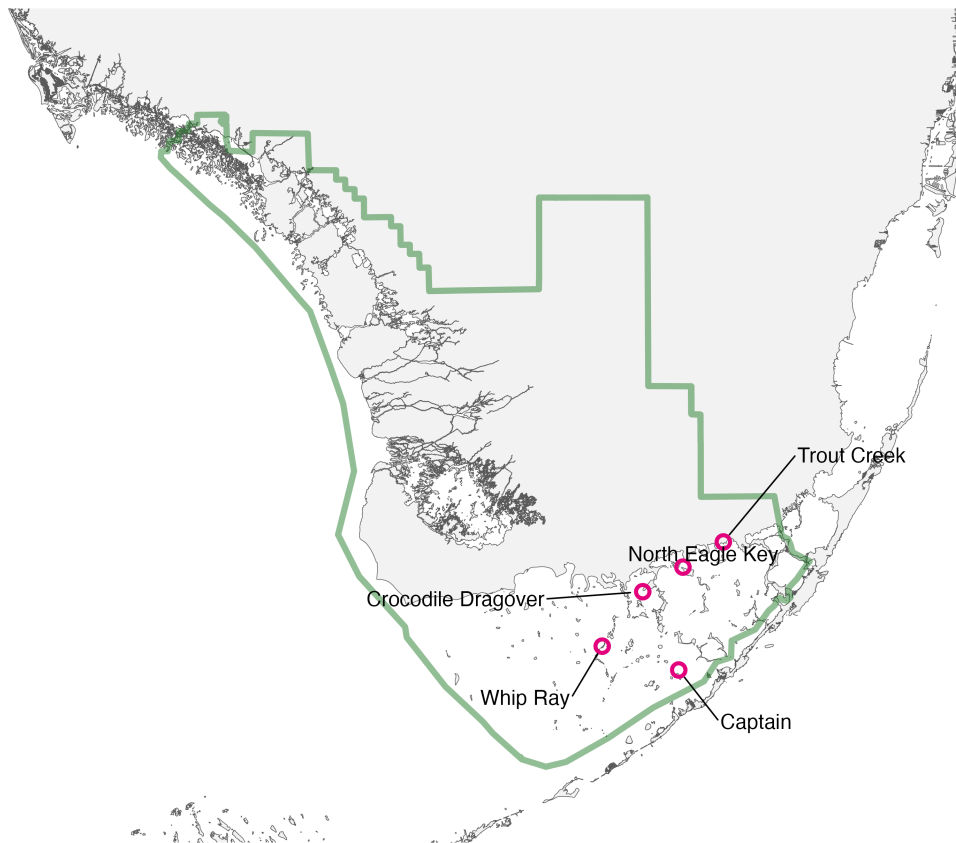 Trout Creek
North Eagle Key
Crocodile Dragover
Whip Ray
Captain